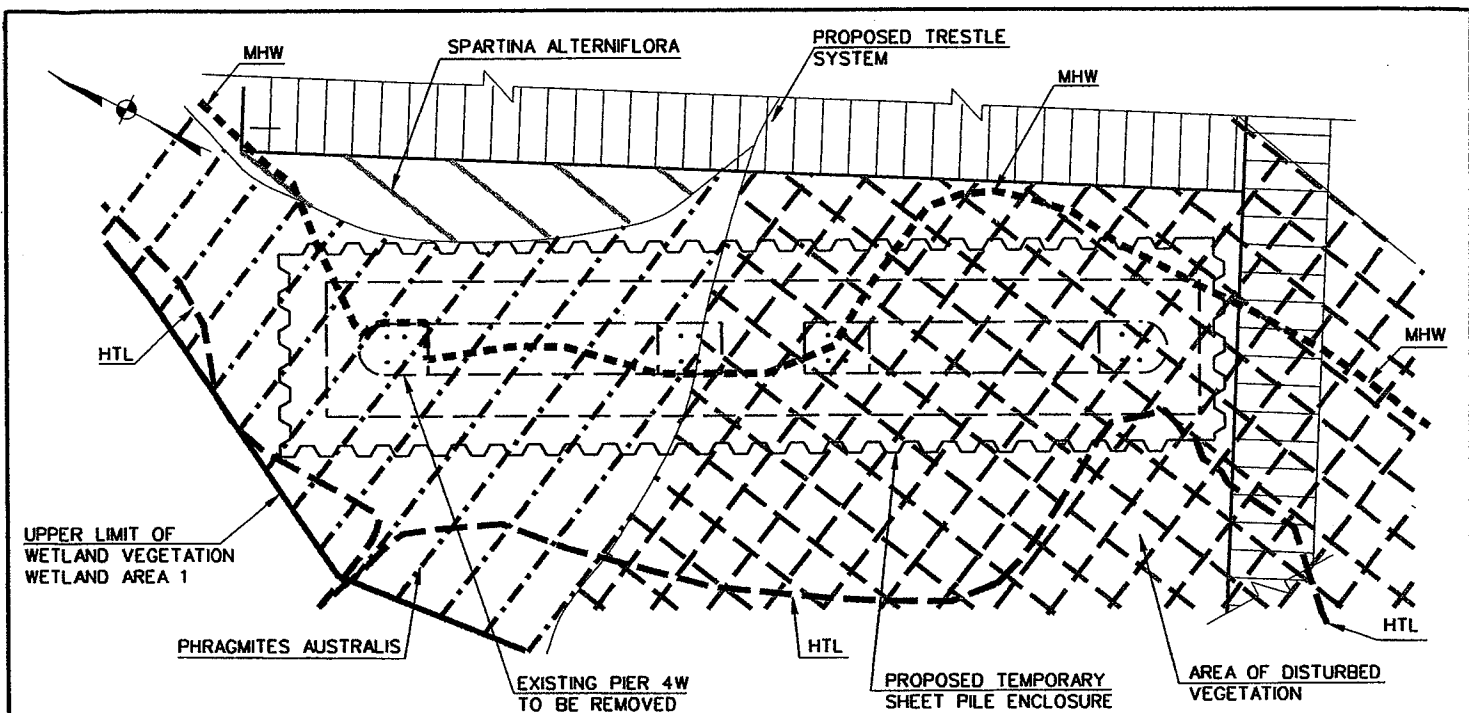 MHW
SPARTINA ALTERNIFLORA
PROPOSED TRESTLE
SYSTEM
MHW
HTL
MHW
UPPER LIMIT OF
WETLAND VEGETATION
WETLAND AREA 1
PHRAGMITES AUSTRALIS
EXISTING PIER 4W
TO BE REMOVED
HTL
PROPOSED TEMPORARY
SHEET PILE ENCLOSURE
AREA OF DISTURBED
VEGETATION
HTL